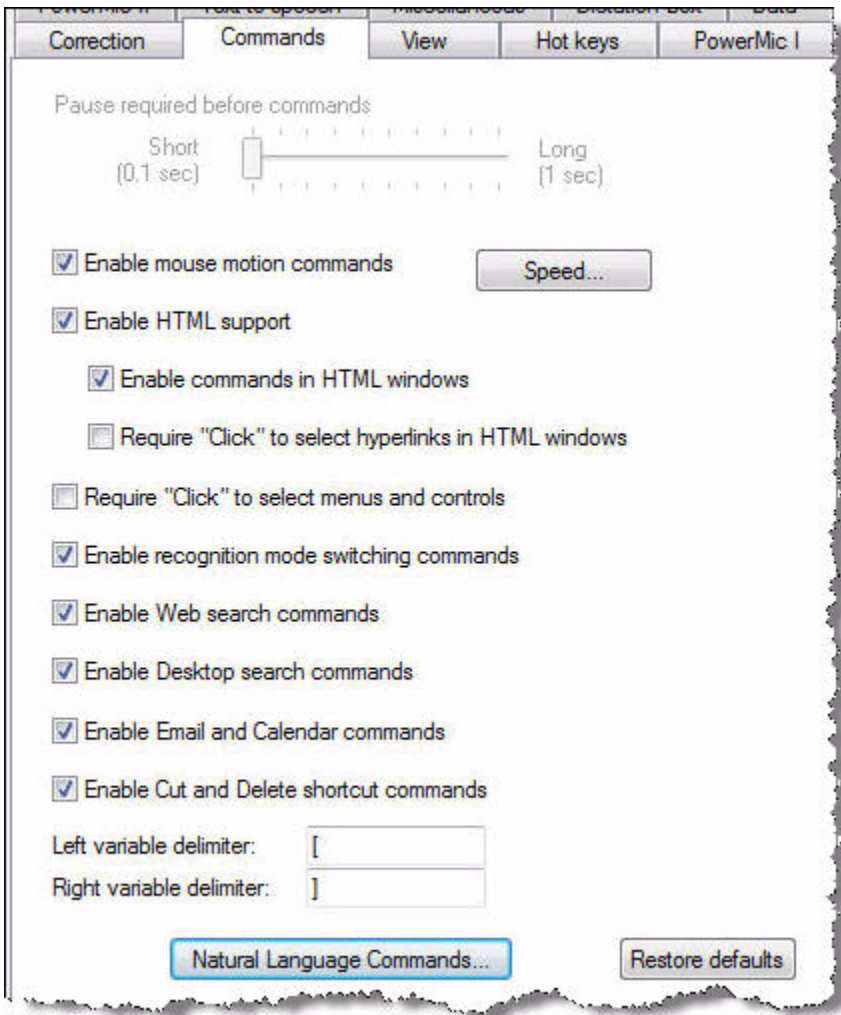 Correction Commands View Hot keys PowerMic I
Pause required before commands
Short
(0.1 sec)
Long
(1 sec)
Enable mouse motion commands Speed...
Enable HTML support
Enable commands in HTML windows
Require "Click" to select hyperlinks in HTML windows
Require "Click" to select menus and controls
Enable recognition mode switching commands
Enable Web search commands
Enable Desktop search commands
Enable Email and Calendar commands
Enable Cut and Delete shortcut commands
Left variable delimiter: [
Right variable delimiter: ]
Natural Language Commands... Restore defaults